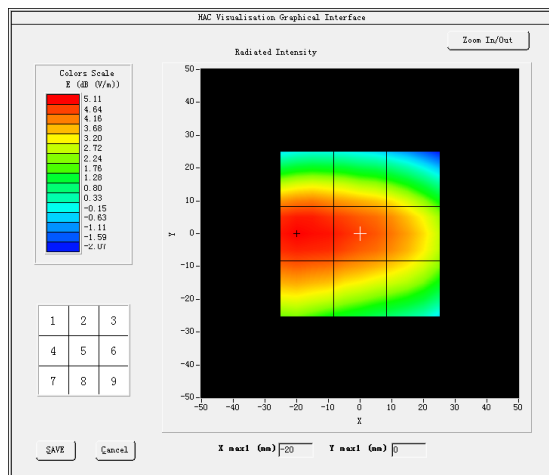 HAC Visualisation Graphical Interface
Zoom In/Out
Radiated Intensity
Colors Scale
E (dB (V/m))
5.11
4.64
4.16
3.68
3.20
2.72
2.24
1.76
1.28
0.80
0.33
-0.15
-0.63
-1.11
-1.59
-2.07
50
40
30
20
10
0
-10
-20
-30
-40
-50
Y
-50 -40 -30 -20 -10 0 10 20 30 40 50
X
1 2 3
4 5 6
7 8 9
SAVE Cancel
X max1 (mm) -20 Y max1 (mm) 0